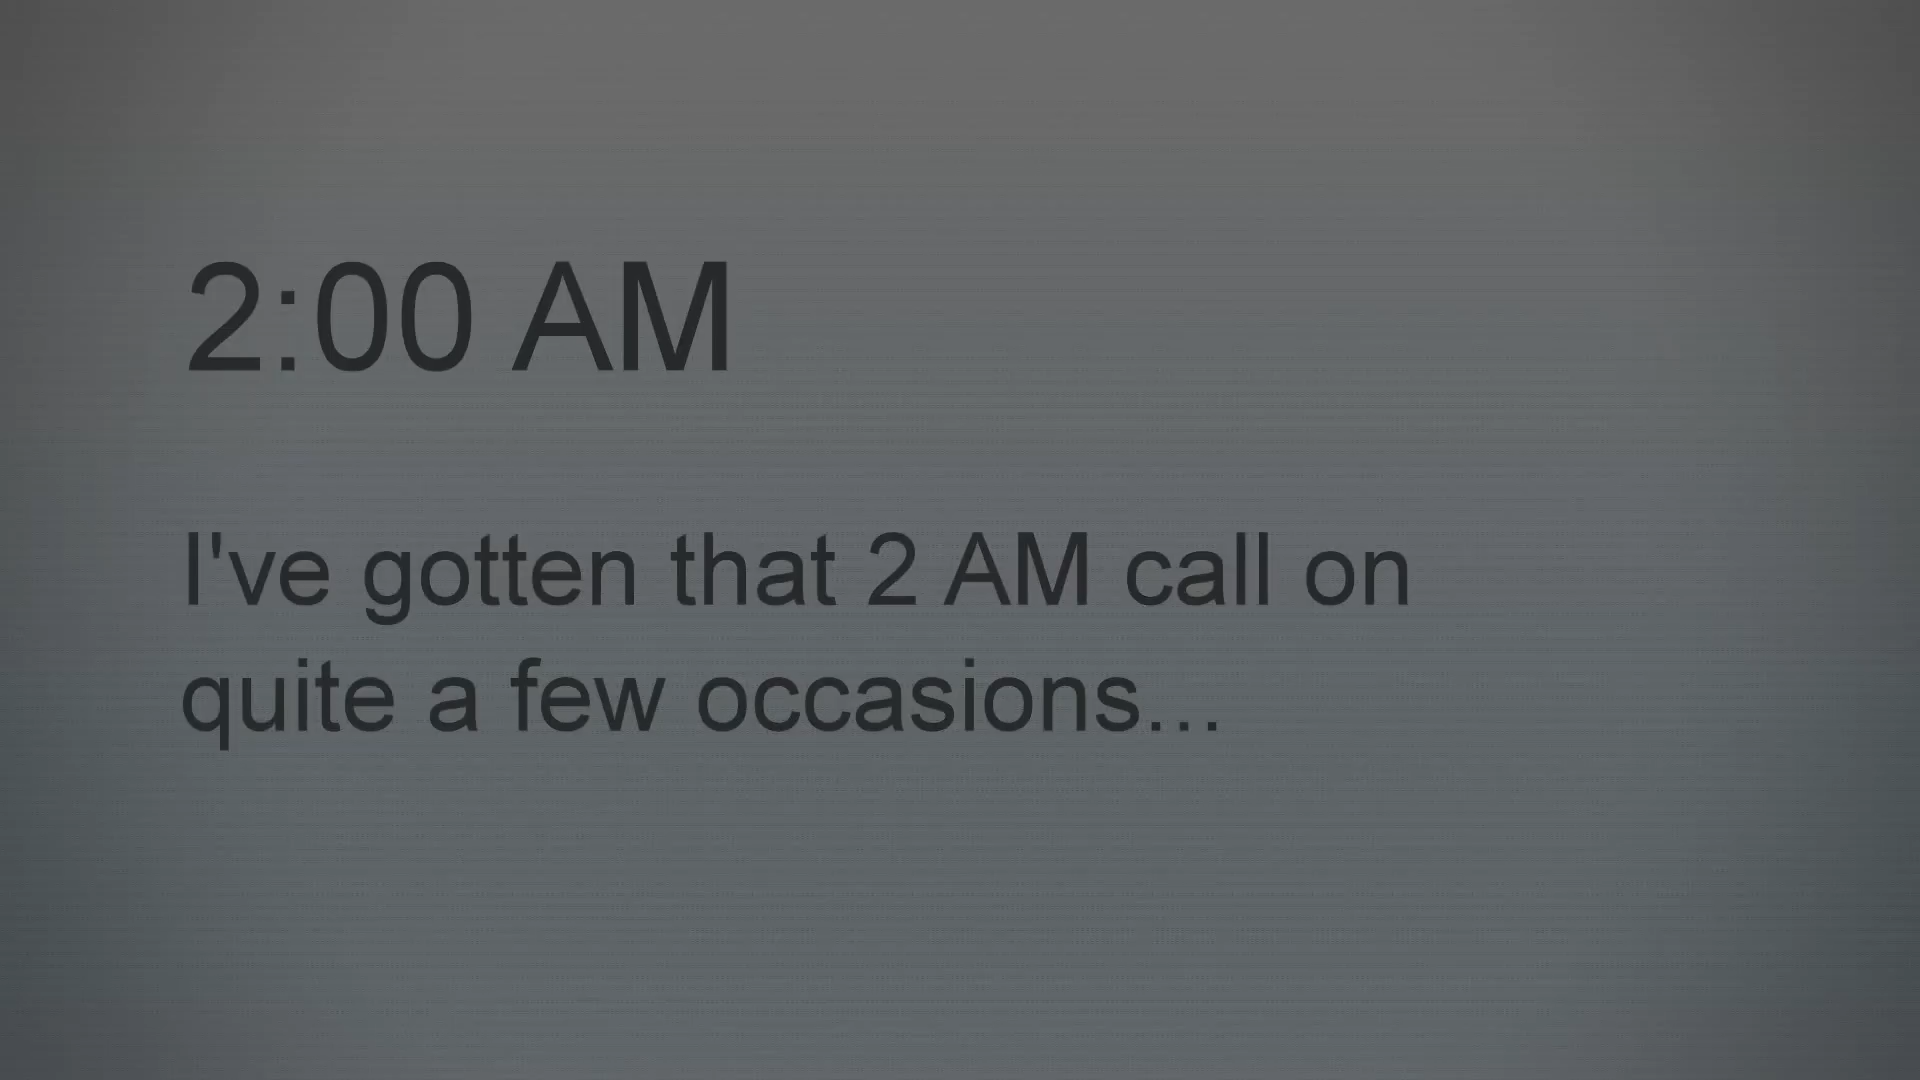 2:00 AM
I've gotten that 2 AM call on
quite a few occasions...